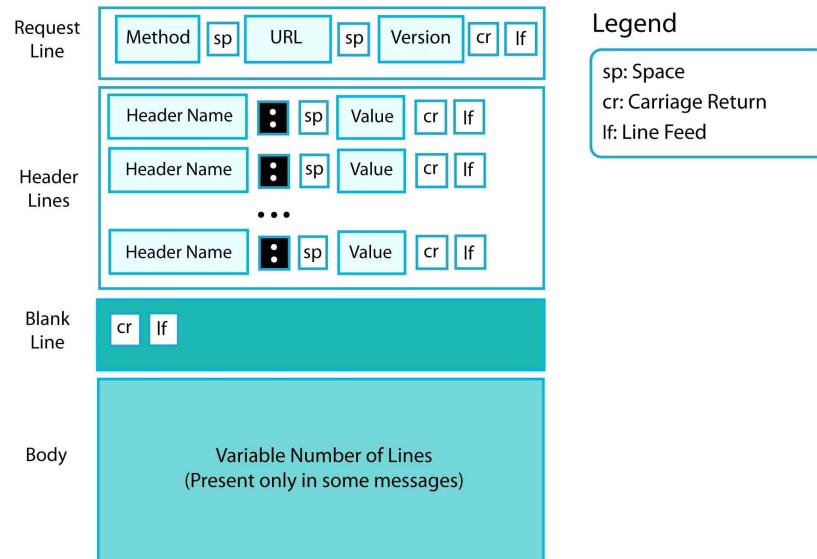 Request
Line
Method sp URL sp Version cr lf
Header
Lines
Header Name : sp Value cr lf
Header Name : sp Value cr lf
...
Header Name : sp Value cr lf
Blank
Line
cr lf
Body
Variable Number of Lines
(Present only in some messages)
Legend
sp: Space
cr: Carriage Return
lf: Line Feed